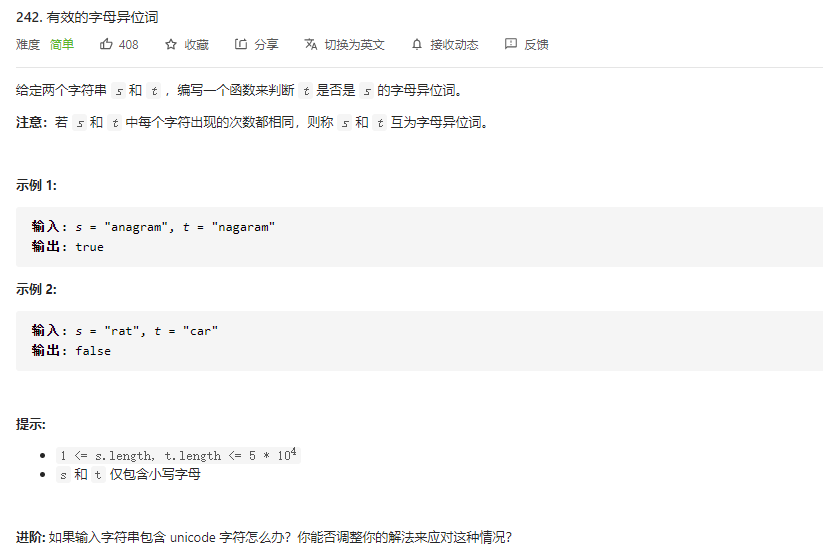 242. 有效的字母异位词
难度 简单 408 收藏 分享 切换为英文 接收动态 反馈
给定两个字符串 s 和 t ，编写一个函数来判断 t 是否是 s 的字母异位词。
注意：若 s 和 t 中每个字符出现的次数都相同，则称 s 和 t 互为字母异位词。
示例 1:
输入: s = "anagram", t = "nagaram"
输出: true
示例 2:
输入: s = "rat", t = "car"
输出: false
提示:
• 1 <= s.length, t.length <= 5 * 10⁴
• s 和 t 仅包含小写字母
进阶: 如果输入字符串包含 unicode 字符怎么办？你能否调整你的解法来应对这种情况？